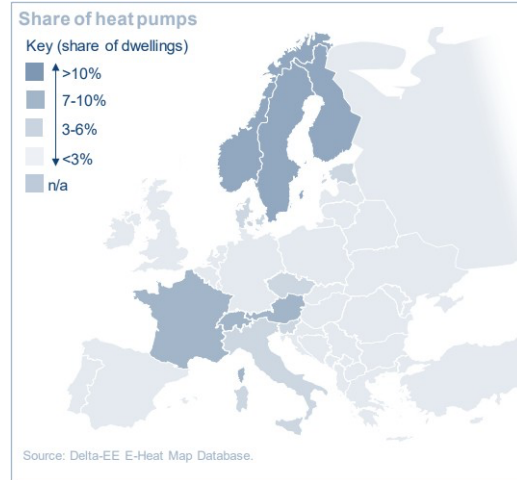 Share of heat pumps
Key (share of dwellings)
>10%
7-10%
3-6%
<3%
n/a
Source: Delta-EE E-Heat Map Database.